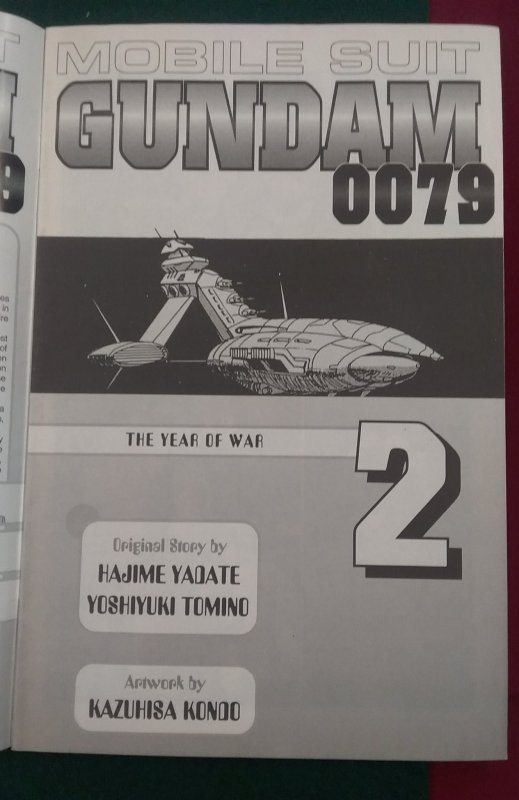 MOBILE SUIT
GUNDAM
0079
THE YEAR OF WAR
2
Original Story by
HAJIME YADATE
YOSHIYUKI TOMINO
Artwork by
KAZUHISA KONDO